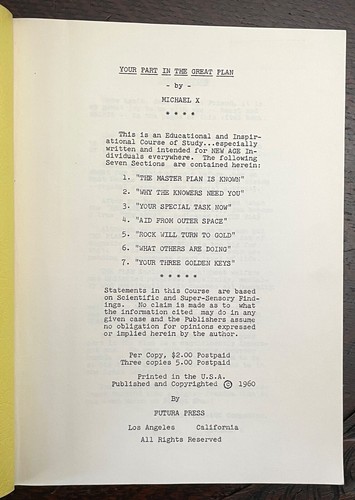 YOUR PART IN THE GREAT PLAN
- by -
MICHAEL X
* * * *
This is an Educational and Inspir-
ational Course of Study...especially
written and intended for NEW AGE In-
dividuals everywhere. The following
Seven Sections are contained herein:
1. "THE MASTER PLAN IS KNOWN"
2. "WHY THE KNOWERS NEED YOU"
3. "YOUR SPECIAL TASK NOW"
4. "AID FROM OUTER SPACE"
5. "ROCK WILL TURN TO GOLD"
6. "WHAT OTHERS ARE DOING"
7. "YOUR THREE GOLDEN KEYS"
* * * * *
Statements in this Course are based
on Scientific and Super-Sensory Find-
ings. No claim is made as to what
the information cited may do in any
given case and the Publishers assume
no obligation for opinions expressed
or implied herein by the author.
Per Copy, $2.00 Postpaid
Three copies 5.00 Postpaid
Printed in the U.S.A.
Published and Copyrighted © 1960
By
FUTURA PRESS
Los Angeles California
All Rights Reserved